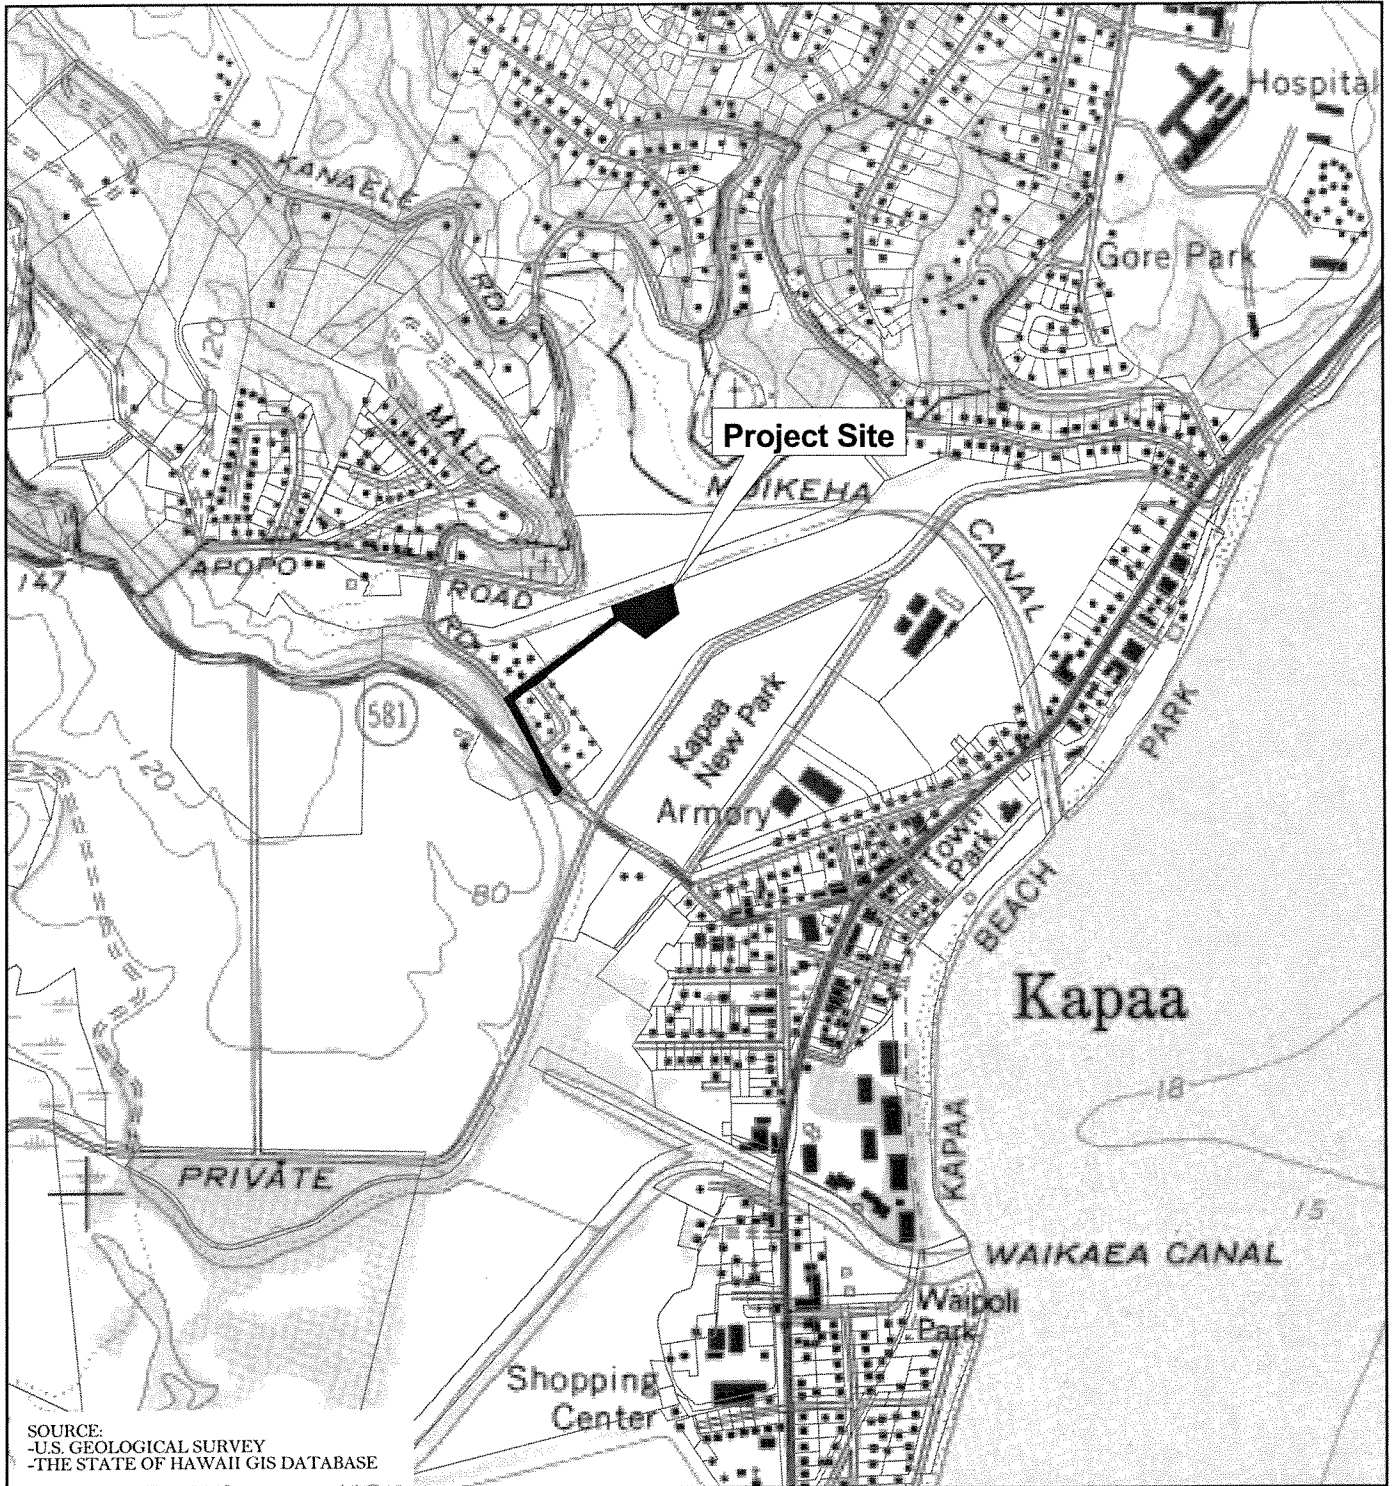 Hospital
KANAELE
RD
Gore Park
120
MALU
Project Site
MOIKEHA
CANAL
147
APOPO
ROAD
RD
581
Kapaa
New Park
PARK
120
Armory
Town
Park
80
BEACH
Kapaa
18
KAPAA
PRIVATE
15
WAIKAEA CANAL
Waipoli
Park
Shopping
Center
SOURCE:
-U.S. GEOLOGICAL SURVEY
-THE STATE OF HAWAII GIS DATABASE